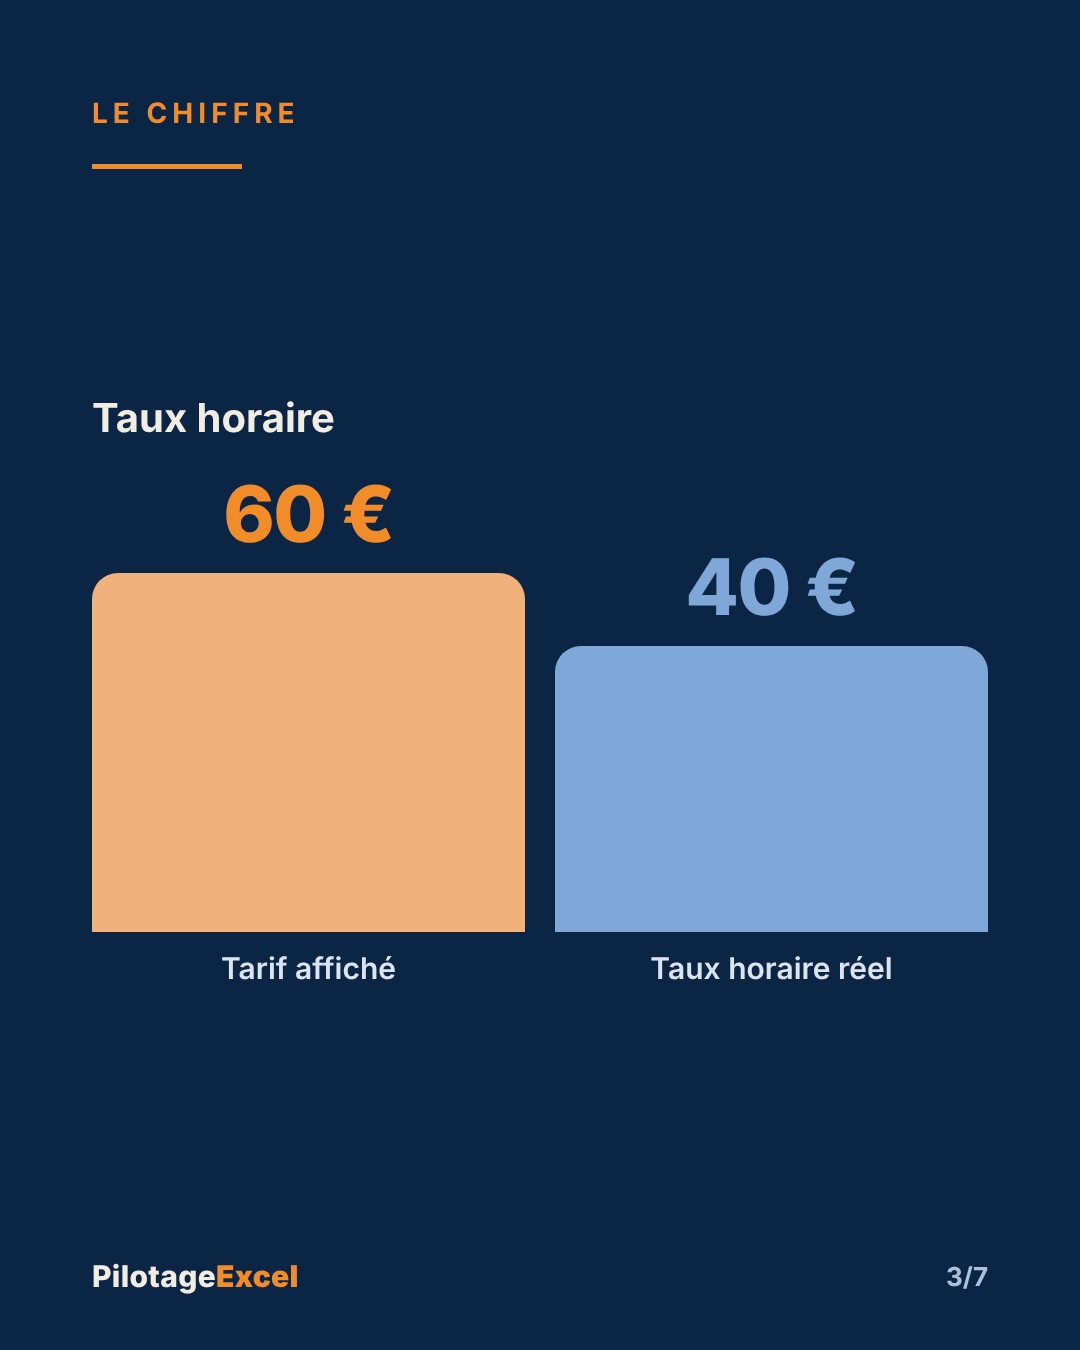 LE CHIFFRE
Taux horaire
60 €
40 €
Tarif affiché
Taux horaire réel
PilotageExcel
3/7